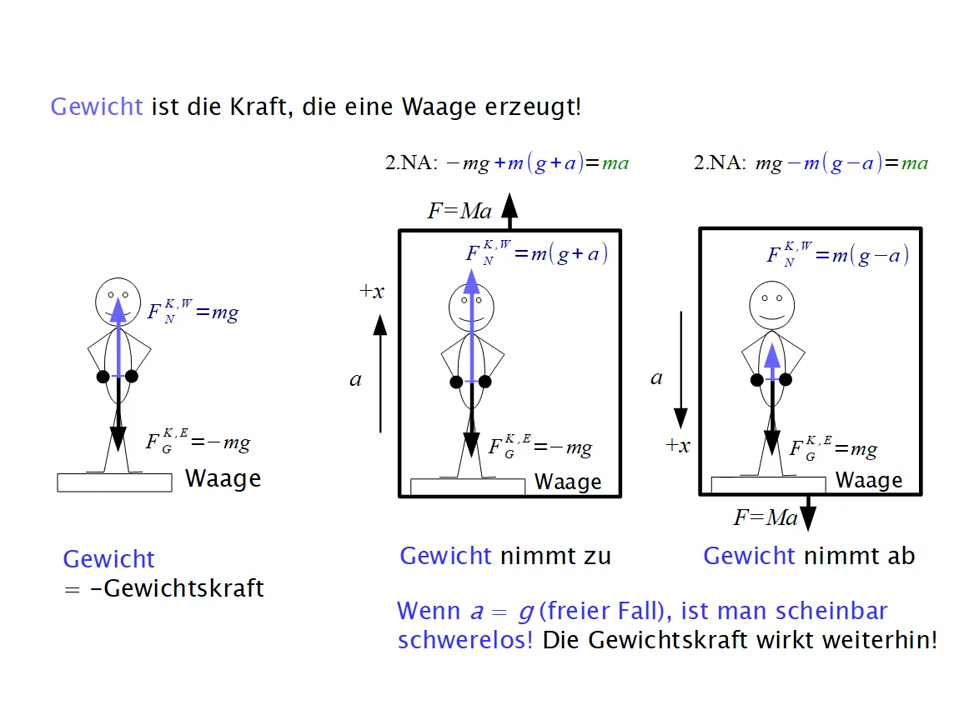 Gewicht ist die Kraft, die eine Waage erzeugt!
2.NA: −mg +m(g+a)=ma
2.NA: mg −m(g−a)=ma
F=Ma
F_N^{K,W}=m(g+a)
F_N^{K,W}=m(g−a)
+x
F_N^{K,W}=mg
a
a
F_G^{K,E}=−mg
F_G^{K,E}=−mg
+x
F_G^{K,E}=mg
Waage
Waage
Waage
F=Ma
Gewicht
= −Gewichtskraft
Gewicht nimmt zu
Gewicht nimmt ab
Wenn a = g (freier Fall), ist man scheinbar
schwerelos! Die Gewichtskraft wirkt weiterhin!